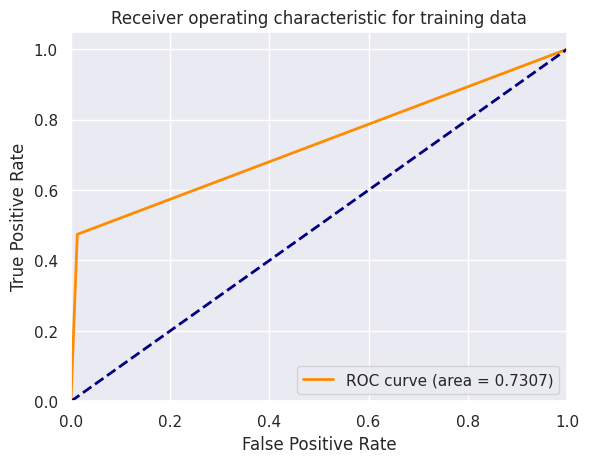 Receiver operating characteristic for training data
True Positive Rate
1.0
0.8
0.6
0.4
0.2
0.0
ROC curve (area = 0.7307)
0.0 0.2 0.4 0.6 0.8 1.0
False Positive Rate